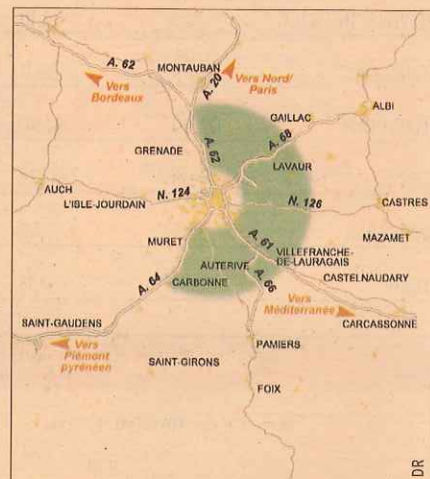 A. 62
MONTAUBAN
Vers Nord/
Paris
Vers
Bordeaux
A. 20
GAILLAC
ALBI
A. 68
GRENADE
A. 62
LAVAUR
AUCH
N. 124
L'ISLE-JOURDAIN
N. 126
CASTRES
MURET
A. 61
MAZAMET
VILLEFRANCHE-
DE-LAURAGAIS
AUTERIVE
A. 66
CASTELNAUDARY
A. 64
CARBONNE
Vers
Méditerranée
SAINT-GAUDENS
CARCASSONNE
Vers
Piémont
pyrénéen
PAMIERS
SAINT-GIRONS
FOIX
DR